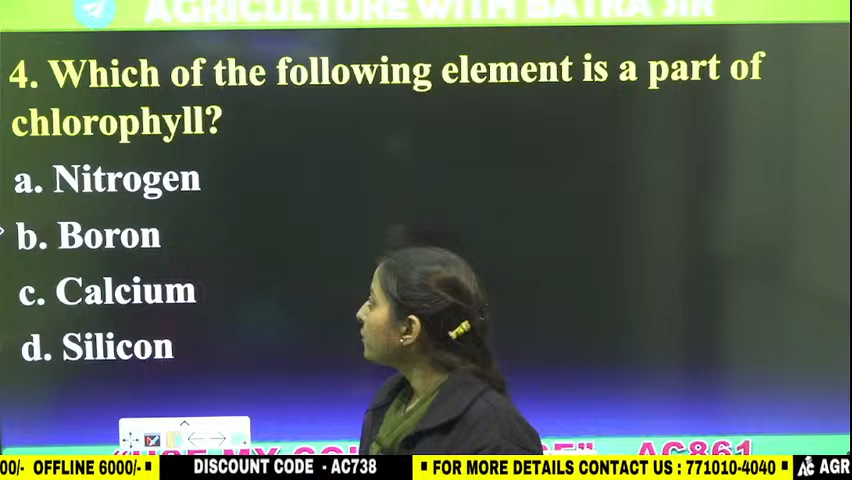 AGRICULTURE WITH BATRA SIR
4. Which of the following element is a part of
chlorophyll?
a. Nitrogen
b. Boron
c. Calcium
d. Silicon
AC861
00/- OFFLINE 6000/- DISCOUNT CODE - AC738 FOR MORE DETAILS CONTACT US : 771010-4040 AGR